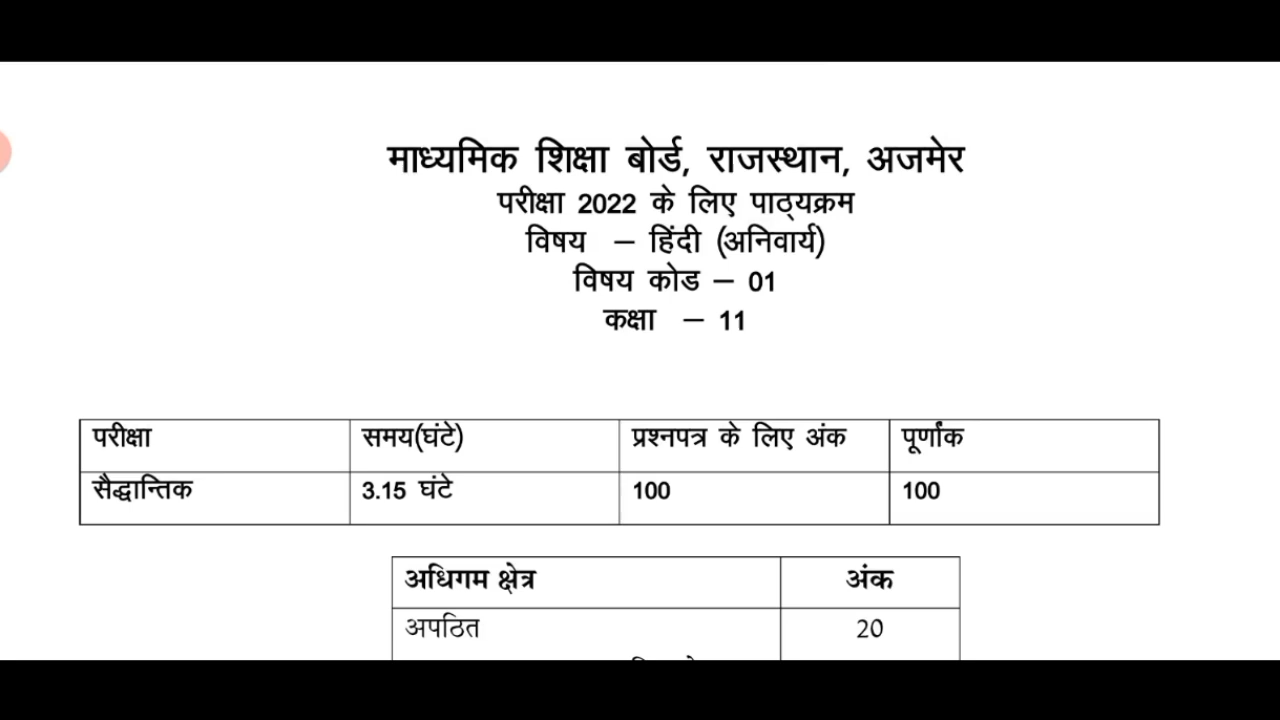 माध्यमिक शिक्षा बोर्ड, राजस्थान, अजमेर
परीक्षा 2022 के लिए पाठ्यक्रम
विषय – हिंदी (अनिवार्य)
विषय कोड – 01
कक्षा – 11
परीक्षा समय(घंटे) प्रश्नपत्र के लिए अंक पूर्णांक
सैद्धान्तिक 3.15 घंटे 100 100
अधिगम क्षेत्र अंक
अपठित 20